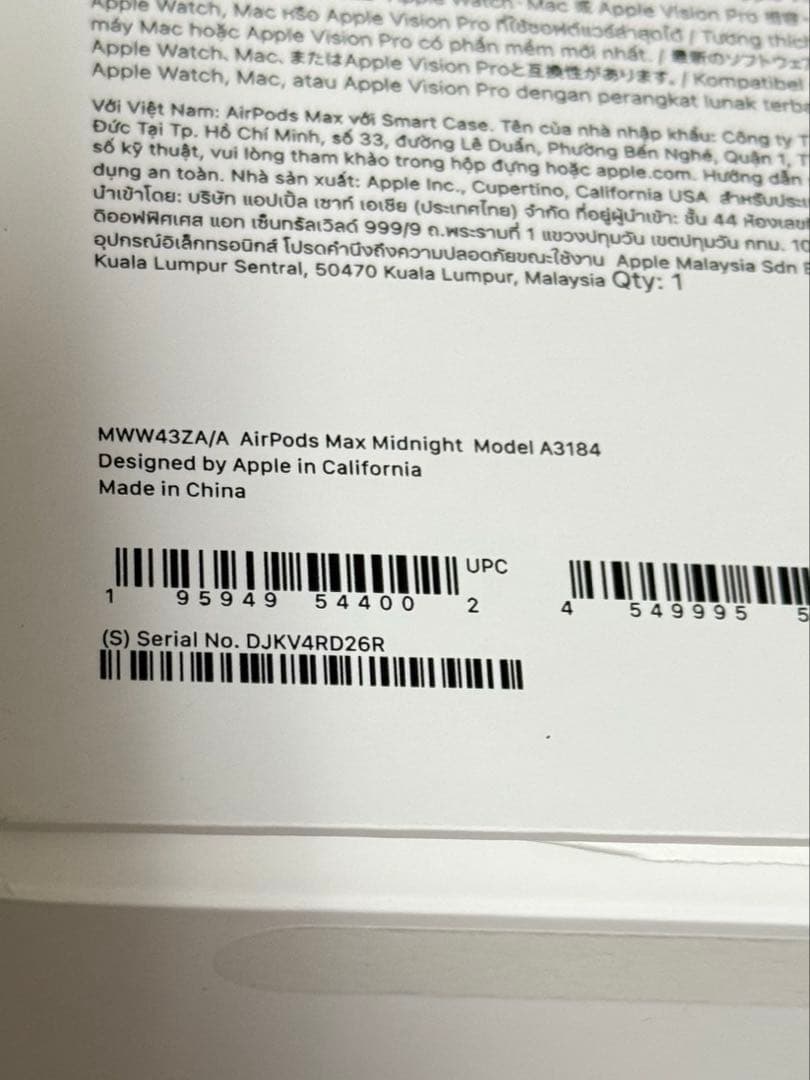 Apple Watch, Mac หรือ Apple Vision Pro ที่ใช้ซอฟต์แวร์ล่าสุดได้ | Tương thích
máy Mac hoặc Apple Vision Pro có phần mềm mới nhất. | 最新のソフトウェア
Apple Watch、Mac、またはApple Vision Proと互換性があります。 | Kompatibel
Apple Watch, Mac, atau Apple Vision Pro dengan perangkat lunak
Với Việt Nam: AirPods Max với Smart Case. Tên của nhà nhập khẩu: Công ty
Đức Tại Tp. Hồ Chí Minh, số 33, đường Lê Duẩn, Phường Bến Nghé, Quận 1,
số kỹ thuật, vui lòng tham khảo trong hộp đựng hoặc apple.com. Hướng dẫn
dụng an toàn. Nhà sản xuất: Apple Inc., Cupertino, California USA
นำเข้าโดย: บริษัท แอปเปิ้ล เซาท์ เอเชีย (ประเทศไทย) จำกัด ที่อยู่ผู้นำเข้า: ชั้น 44
ดิออฟฟิศเศส แอท เซ็นทรัลเวิลด์ 999/9 ถ.พระรามที่ 1 แขวงปทุมวัน เขตปทุมวัน กทม. 10
อุปกรณ์อิเล็กทรอนิกส์ โปรดคำนึงถึงความปลอดภัยขณะใช้งาน Apple Malaysia Sdn
Kuala Lumpur Sentral, 50470 Kuala Lumpur, Malaysia Qty: 1
MWW43ZA/A AirPods Max Midnight Model A3184
Designed by Apple in California
Made in China
UPC
1 95949 54400 2
4 549995 5
(S) Serial No. DJKV4RD26R